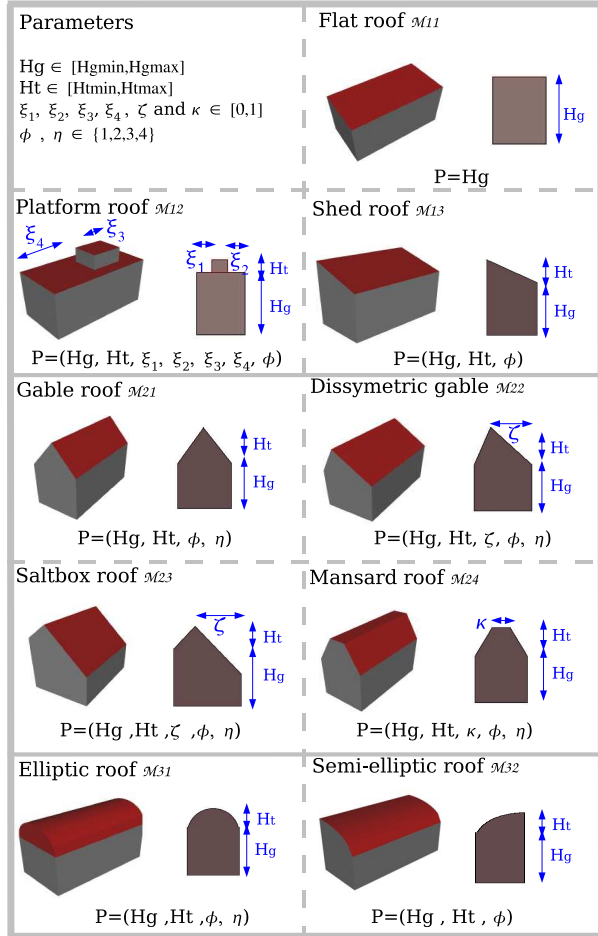 Parameters
Hg ∈ [Hgmin,Hgmax]
Ht ∈ [Htmin,Htmax]
ξ1, ξ2, ξ3, ξ4, ζ and κ ∈ [0,1]
ϕ , η ∈ {1,2,3,4}
Flat roof M11
Hg
P=Hg
Platform roof M12
ξ4
ξ3
ξ1
ξ2
Ht
Hg
P=(Hg, Ht, ξ1, ξ2, ξ3, ξ4, ϕ)
Shed roof M13
Ht
Hg
P=(Hg, Ht, ϕ)
Gable roof M21
Ht
Hg
P=(Hg, Ht, ϕ, η)
Dissymetric gable M22
ζ
Ht
Hg
P=(Hg, Ht, ζ, ϕ, η)
Saltbox roof M23
ζ
Ht
Hg
P=(Hg ,Ht ,ζ ,ϕ, η)
Mansard roof M24
κ
Ht
Hg
P=(Hg, Ht, κ, ϕ, η)
Elliptic roof M31
Ht
Hg
P=(Hg ,Ht ,ϕ, η)
Semi-elliptic roof M32
Ht
Hg
P=(Hg , Ht , ϕ)